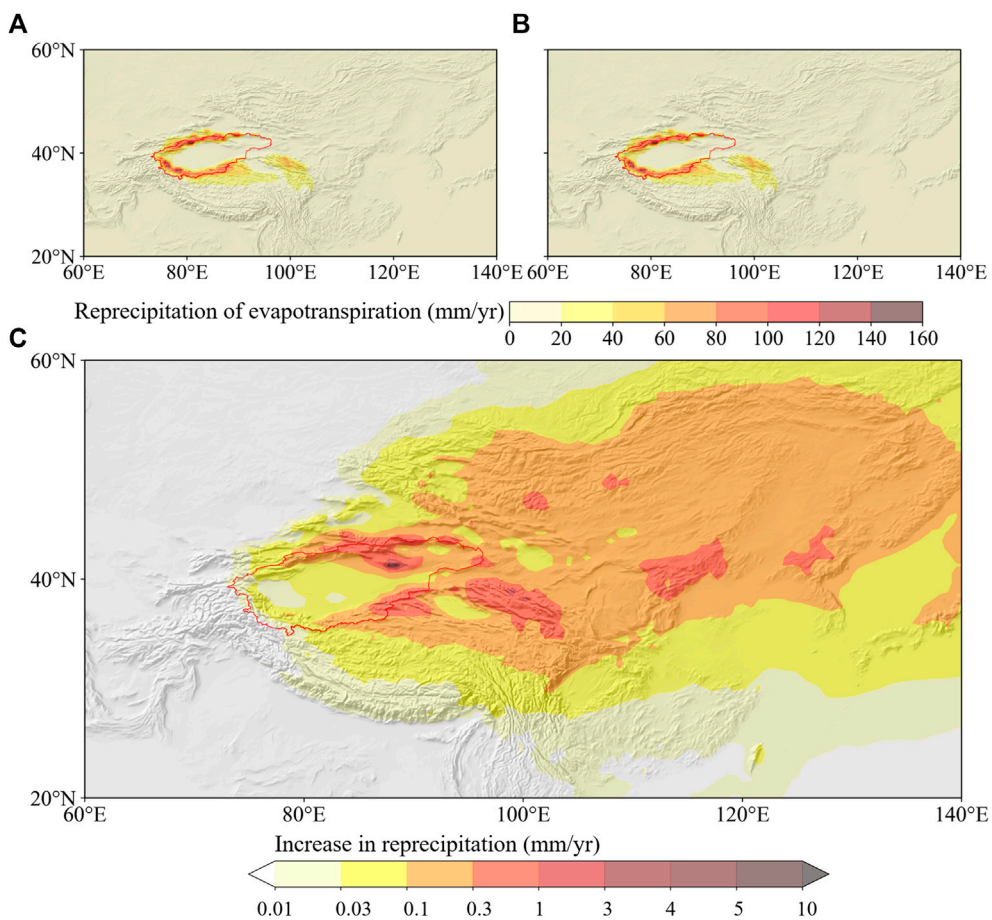 A
B
60°N
40°N
20°N
60°E
80°E
100°E
120°E
140°E
60°E
80°E
100°E
120°E
140°E
Reprecipitation of evapotranspiration (mm/yr)
0
20
40
60
80
100
120
140
160
C
60°N
40°N
20°N
60°E
80°E
100°E
120°E
140°E
Increase in reprecipitation (mm/yr)
0.01
0.03
0.1
0.3
1
3
4
5
10